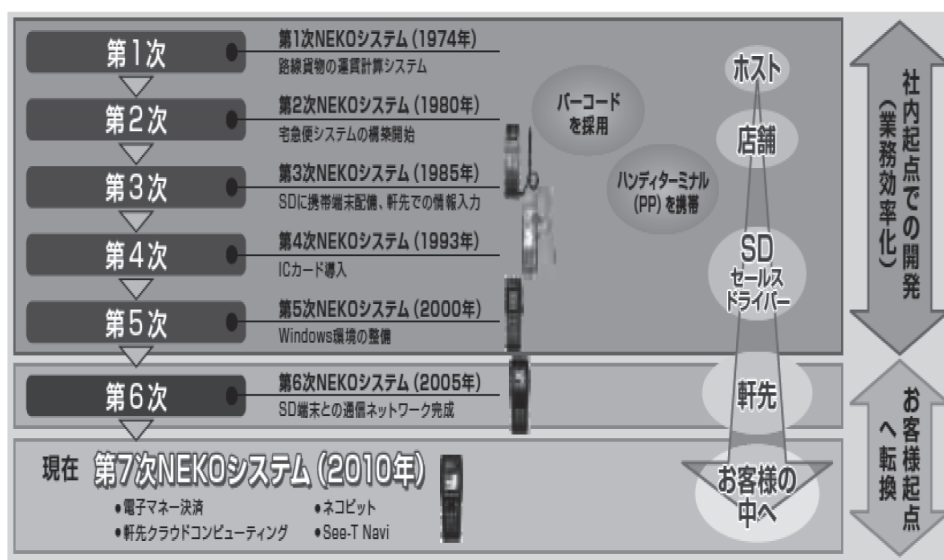 第1次
第1次NEKOシステム(1974年)
路線貨物の運賃計算システム
第2次
第2次NEKOシステム(1980年)
宅急便システムの構築開始
第3次
第3次NEKOシステム(1985年)
SDに携帯端末配備、軒先での情報入力
第4次
第4次NEKOシステム(1993年)
ICカード導入
第5次
第5次NEKOシステム(2000年)
Windows環境の整備
第6次
第6次NEKOシステム(2005年)
SD端末との通信ネットワーク完成
現在 第7次NEKOシステム(2010年)
•電子マネー決済
•ネコピット
•軒先クラウドコンピューティング
•See-T Navi
バーコード
を採用
ハンディターミナル
(PP)を携帯
ホスト
店舗
SD
セールス
ドライバー
軒先
お客様の
中へ
社内起点での開発
(業務効率化)
お客様起点
へ転換